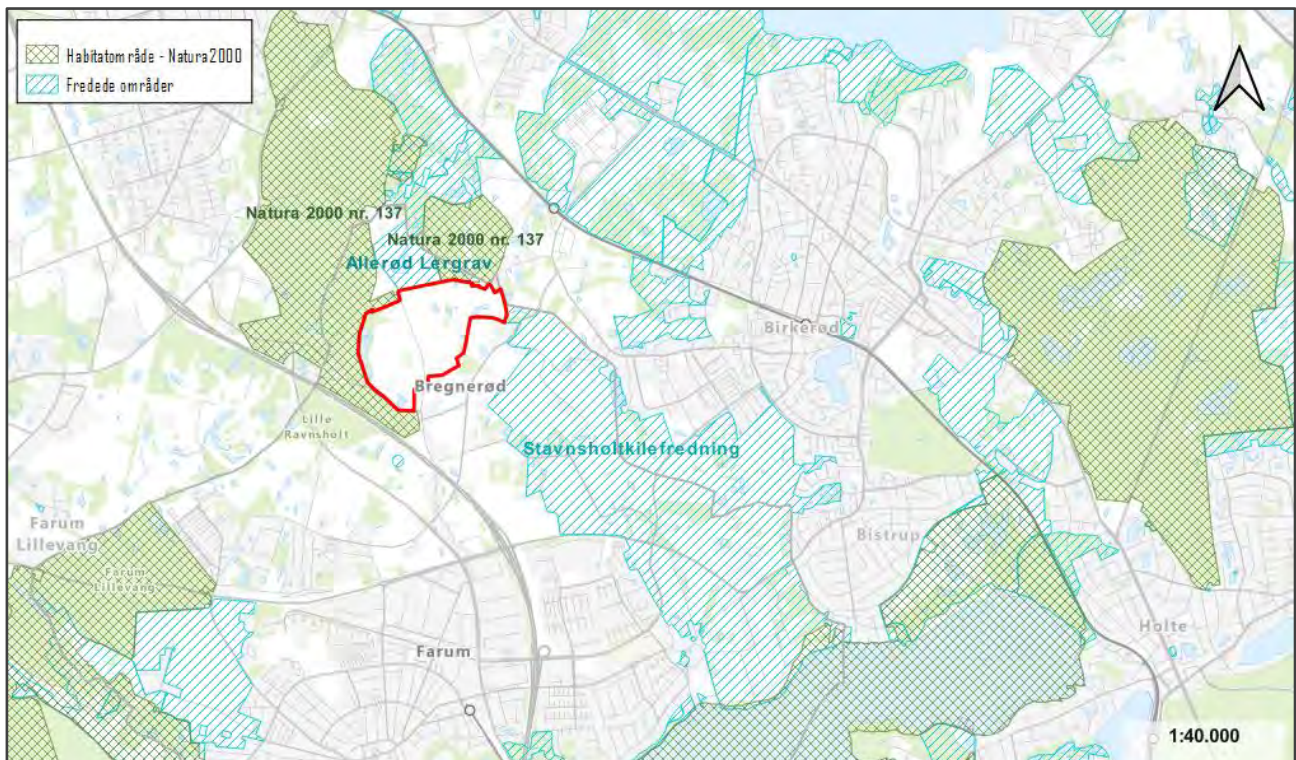 Habitatområde - Natura2000
Fredede områder
Natura 2000 nr. 137
Natura 2000 nr. 137
Allerød Lergrav
Birkerød
Bregnerød
Lille
Ravnsholt
Stavnsholtkilefredning
Farum
Lillevang
Bistrup
Farum
Lillevang
Holte
Farum
1:40.000